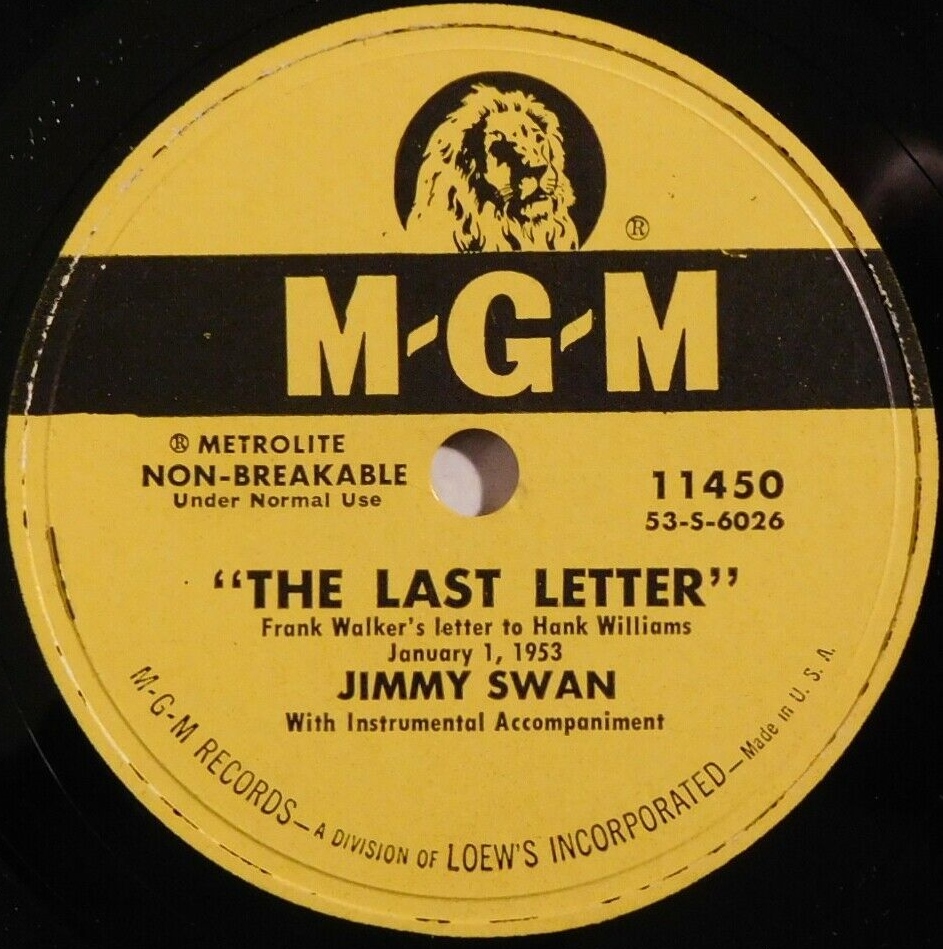 ®
M-G-M
® METROLITE
NON-BREAKABLE
Under Normal Use
11450
53-S-6026
"THE LAST LETTER"
Frank Walker's letter to Hank Williams
January 1, 1953
JIMMY SWAN
With Instrumental Accompaniment
M-G-M RECORDS—A DIVISION OF LOEW'S INCORPORATED—Made in U. S. A.